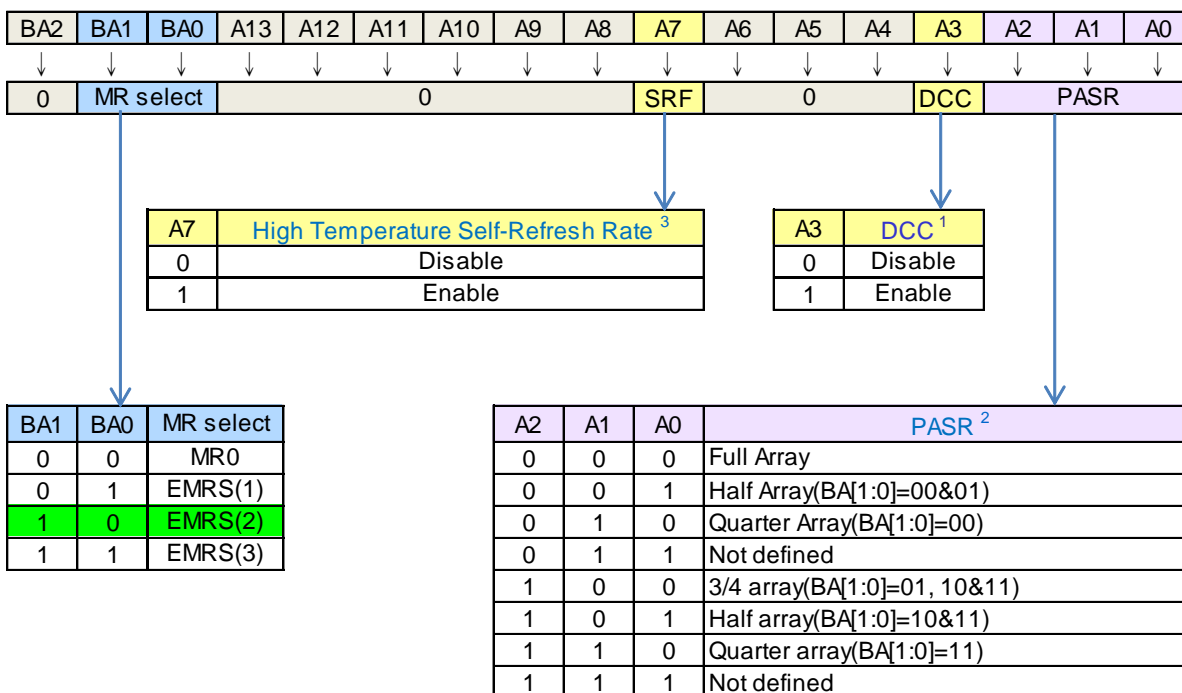 BA2 BA1 BA0 A13 A12 A11 A10 A9 A8 A7 A6 A5 A4 A3 A2 A1 A0
0 MR select 0 SRF 0 DCC PASR
A7 High Temperature Self-Refresh Rate 3
0 Disable
1 Enable
A3 DCC 1
0 Disable
1 Enable
BA1 BA0 MR select
0 0 MR0
0 1 EMRS(1)
1 0 EMRS(2)
1 1 EMRS(3)
A2 A1 A0 PASR 2
0 0 0 Full Array
0 0 1 Half Array(BA[1:0]=00&01)
0 1 0 Quarter Array(BA[1:0]=00)
0 1 1 Not defined
1 0 0 3/4 array(BA[1:0]=01, 10&11)
1 0 1 Half array(BA[1:0]=10&11)
1 1 0 Quarter array(BA[1:0]=11)
1 1 1 Not defined